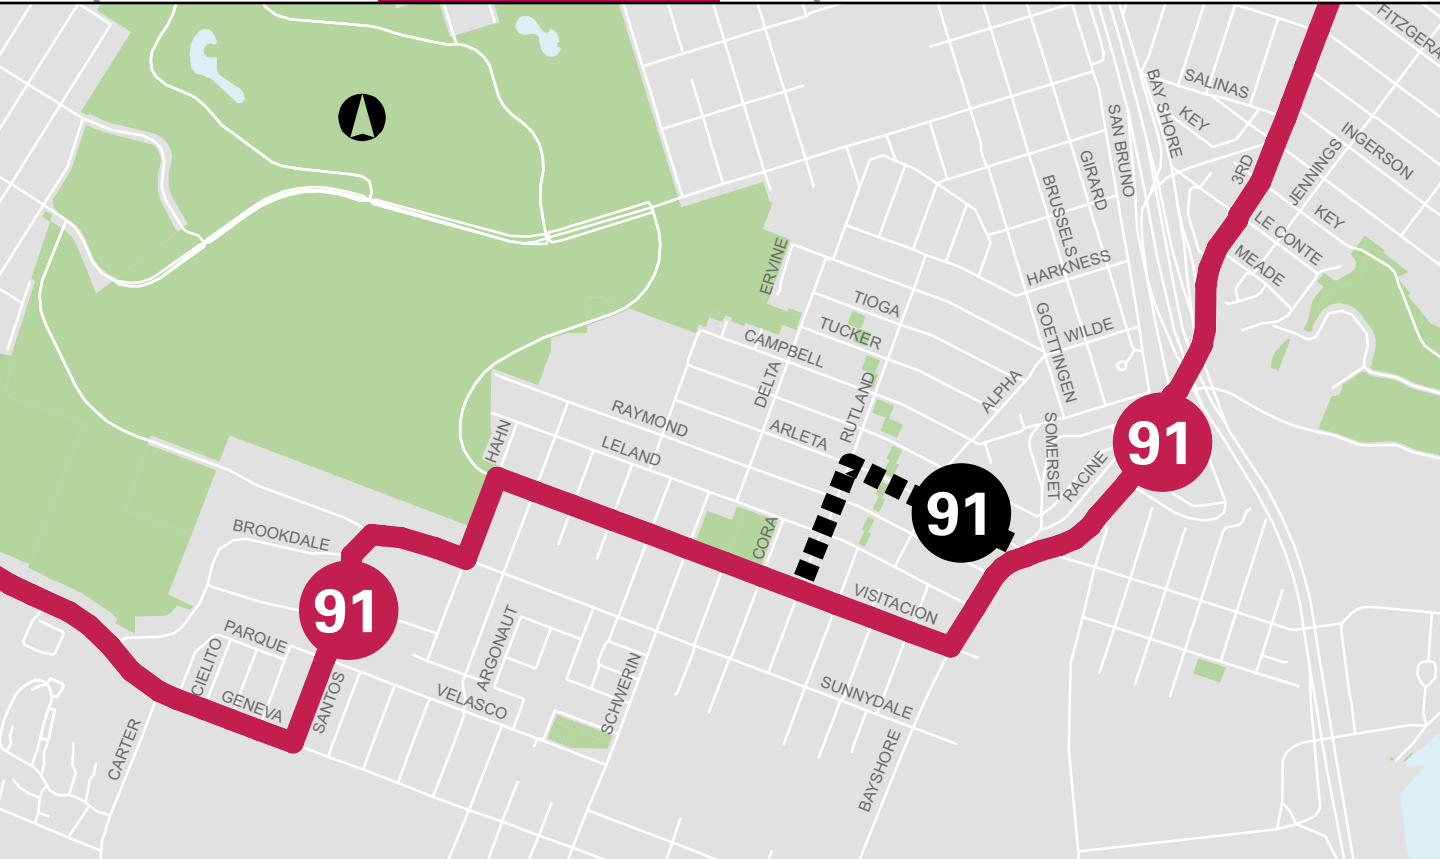 FITZGERA
SALINAS
BAY SHORE
KEY
SAN BRUNO
INGERSON
JENNINGS
3RD
GIRARD
BRUSSELS
KEY
LE CONTE
MEADE
HARKNESS
ERVINE
TIOGA
TUCKER
GOETTINGEN
WILDE
CAMPBELL
DELTA
ALPHA
RUTLAND
RAYMOND
ARLETA
LELAND
HAHN
SOMERSET
RACINE
91
91
BROOKDALE
CORA
VISITACION
91
PARQUE
CIELITO
ARGONAUT
SCHWERIN
GENEVA
SANTOS
VELASCO
SUNNYDALE
CARTER
BAYSHORE